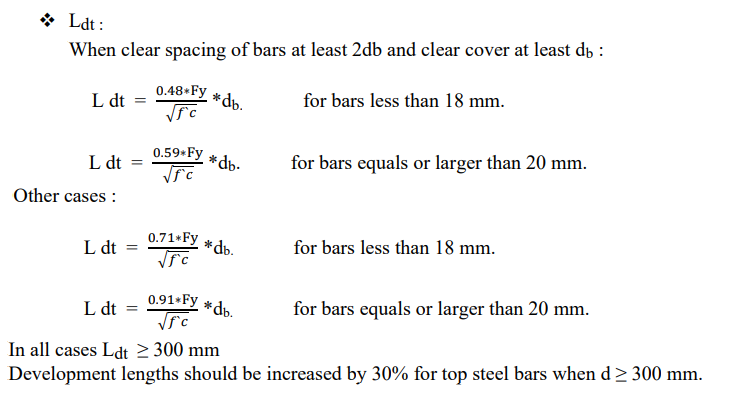 ❖ Ldt :
When clear spacing of bars at least 2db and clear cover at least db :
L dt = 0.48*Fy/√f`c *db. for bars less than 18 mm.
L dt = 0.59*Fy/√f`c *db. for bars equals or larger than 20 mm.
Other cases :
L dt = 0.71*Fy/√f`c *db. for bars less than 18 mm.
L dt = 0.91*Fy/√f`c *db. for bars equals or larger than 20 mm.
In all cases Ldt ≥ 300 mm
Development lengths should be increased by 30% for top steel bars when d ≥ 300 mm.